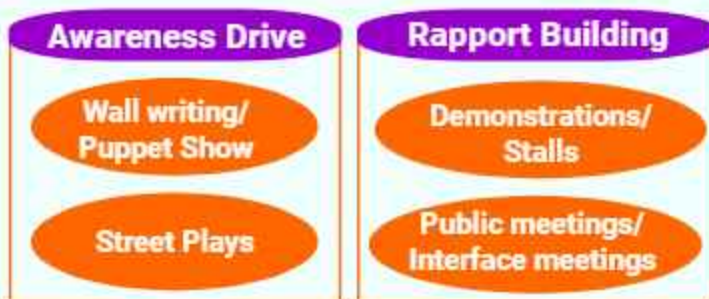 Awareness Drive
Wall writing/
Puppet Show
Street Plays
Rapport Building
Demonstrations/
Stalls
Public meetings/
Interface meetings